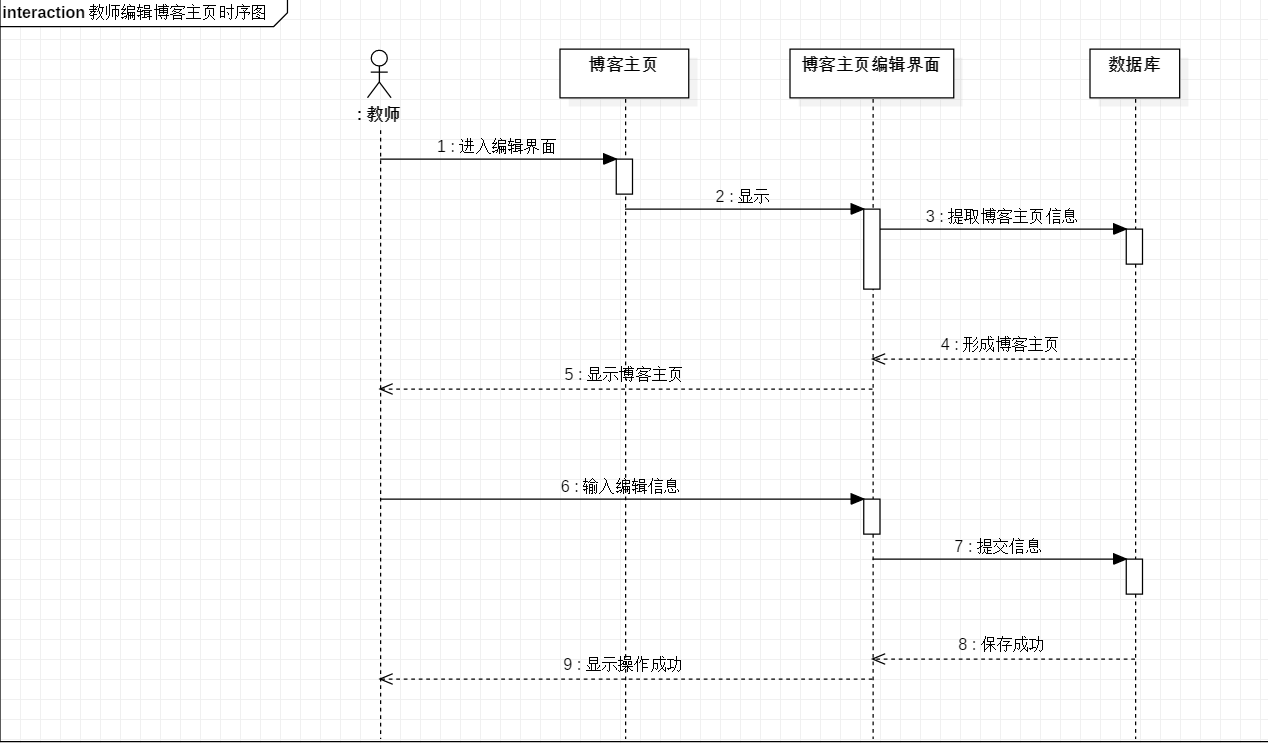 interaction 教师编辑博客主页时序图
博客主页
博客主页编辑界面
数据库
: 教师
1 : 进入编辑界面
2 : 显示
3 : 提取博客主页信息
4 : 形成博客主页
5 : 显示博客主页
6 : 输入编辑信息
7 : 提交信息
8 : 保存成功
9 : 显示操作成功